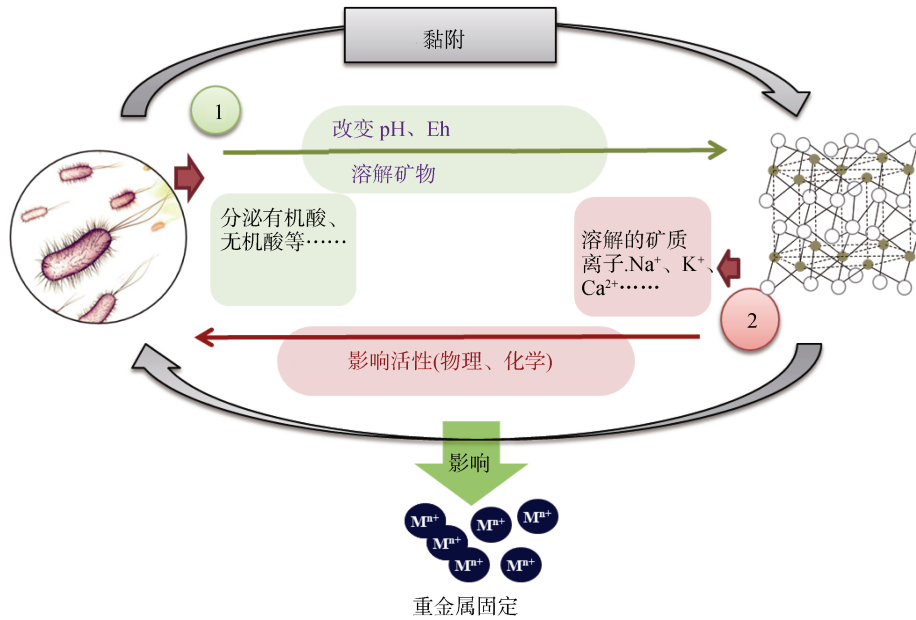 黏附
1
改变 pH、Eh
溶解矿物
分泌有机酸、
无机酸等……
溶解的矿质
离子.Na⁺、K⁺、
Ca²⁺……
2
影响活性(物理、化学)
影响
Mⁿ⁺
Mⁿ⁺
Mⁿ⁺
Mⁿ⁺
Mⁿ⁺
Mⁿ⁺
重金属固定